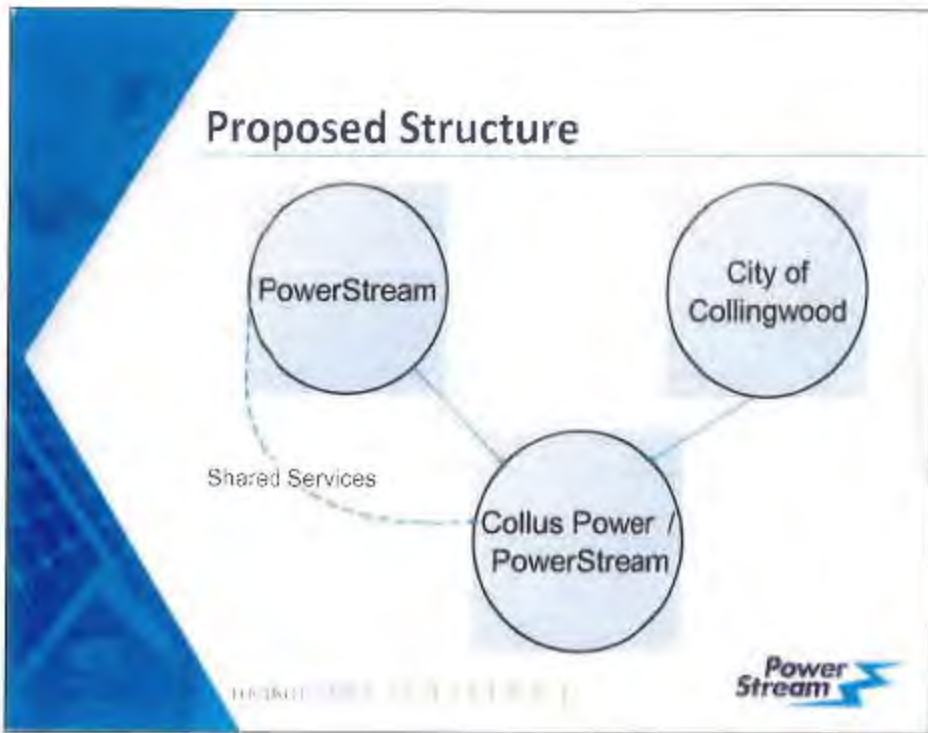 Proposed Structure
PowerStream
City of
Collingwood
Shared Services
Collus Power /
PowerStream
Power
Stream